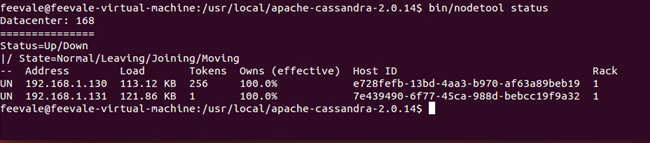 feevale@feevale-virtual-machine:/usr/local/apache-cassandra-2.0.14$ bin/nodetool status
Datacenter: 168
===============
Status=Up/Down
|/ State=Normal/Leaving/Joining/Moving
--  Address        Load       Tokens  Owns (effective)  Host ID                               Rack
UN  192.168.1.130  113.12 KB  256     100.0%            e728fefb-13bd-4aa3-b970-af63a89beb19  1
UN  192.168.1.131  121.86 KB  1       100.0%            7e439490-6f77-45ca-988d-bebcc19f9a32  1
feevale@feevale-virtual-machine:/usr/local/apache-cassandra-2.0.14$